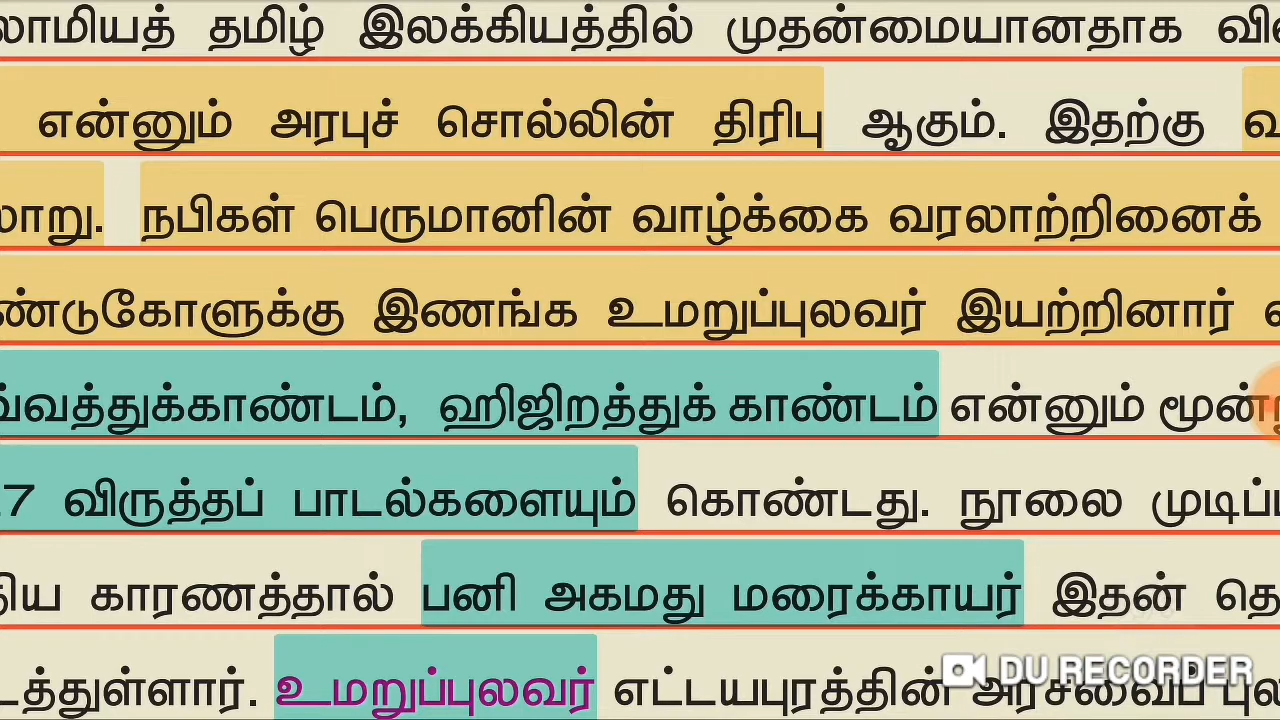 லாமியத் தமிழ் இலக்கியத்தில் முதன்மையானதாக
என்னும் அரபுச் சொல்லின் திரிபு ஆகும். இதற்கு
லாறு. நபிகள் பெருமானின் வாழ்க்கை வரலாற்றினைக்
ண்டுகோளுக்கு இணங்க உமறுப்புலவர் இயற்றினார்
வ்வத்துக்காண்டம், ஹிஜிறத்துக் காண்டம் என்னும்
7 விருத்தப் பாடல்களையும் கொண்டது. நூலை
காரணத்தால் பனி அகமது மரைக்காயர் இதன்
டத்துள்ளார். உமறுப்புலவர் எட்டயபுரத்தின் அரசவைப்
DU RECORDER